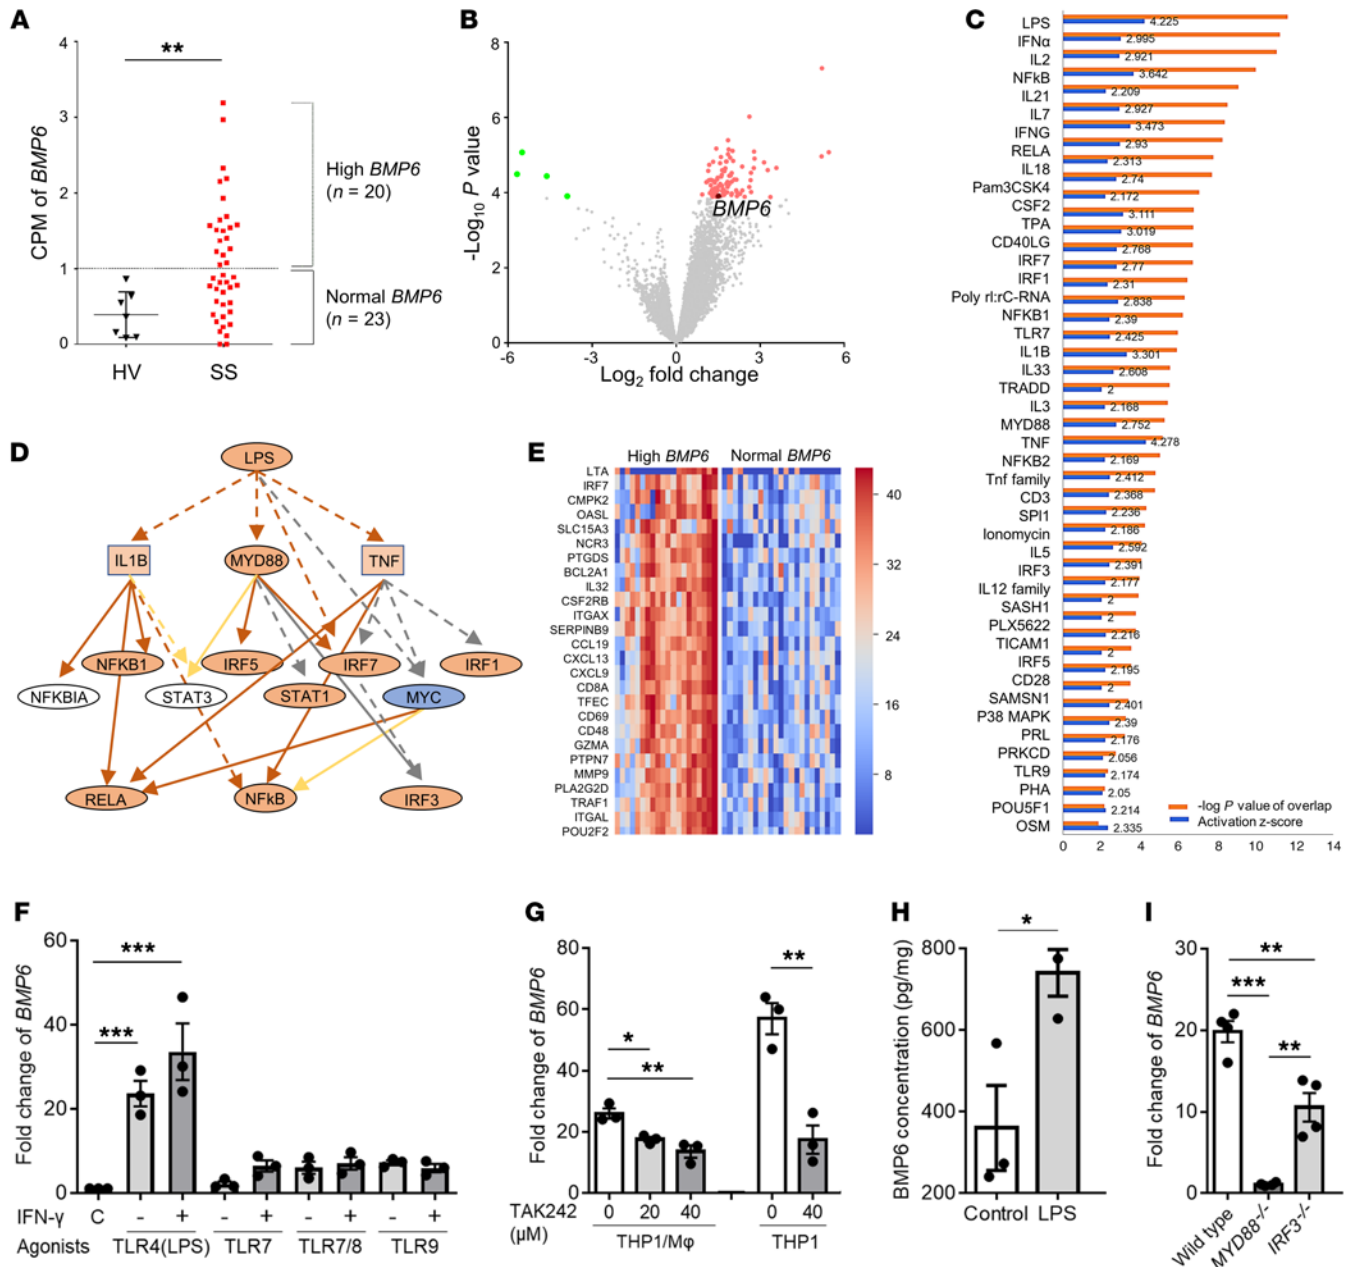 A
CPM of BMP6
4
3
2
1
0
**
HV
SS
High BMP6
(n = 20)
Normal BMP6
(n = 23)
B
-Log10 P value
8
6
4
2
0
BMP6
-6
-3
0
3
6
Log2 fold change
C
LPS 4.225
IFNα 2.995
IL2 2.921
NFkB 3.642
IL21 2.209
IL7 2.927
IFNG 3.473
RELA 2.93
IL18 2.313
Pam3CSK4 2.74
CSF2 2.172
TPA 3.111
CD40LG 3.019
IRF7 2.768
IRF1 2.77
Poly rI:rC-RNA 2.31
NFKB1 2.838
TLR7 2.39
IL1B 2.425
IL33 3.301
TRADD 2.608
IL3 2
MYD88 2.168
TNF 2.752
NFKB2 4.278
Tnf family 2.169
CD3 2.412
SPI1 2.368
Ionomycin 2.236
IL5 2.186
IRF3 2.592
IL12 family 2.391
SASH1 2.177
PLX5622 2
TICAM1 2
IRF5 2.216
CD28 2
SAMSN1 2.195
P38 MAPK 2
PRL 2.401
PRKCD 2.39
TLR9 2.176
PHA 2.056
POU5F1 2.174
OSM 2.05
2.214
2.335
-log P value of overlap
Activation z-score
0 2 4 6 8 10 12 14
D
LPS
IL1B
MYD88
TNF
NFKB1
IRF5
IRF7
IRF1
NFKBIA
STAT3
STAT1
MYC
RELA
NFkB
IRF3
E
High BMP6
Normal BMP6
LTA
IRF7
CMPK2
OASL
SLC15A3
NCR3
PTGDS
BCL2A1
IL32
CSF2RB
ITGAX
SERPINB9
CCL19
CXCL13
CXCL9
CD8A
TFEC
CD69
CD48
GZMA
PTPN7
MMP9
PLA2G2D
TRAF1
ITGAL
POU2F2
40
32
24
16
8
F
Fold change of BMP6
60
40
20
0
***
***
IFN-γ C - + - + - + - +
Agonists TLR4(LPS) TLR7 TLR7/8 TLR9
G
Fold change of BMP6
80
60
40
20
0
*
**
**
TAK242 0 20 40 0 40
(µM)
THP1/Mφ THP1
H
BMP6 concentration (pg/mg)
800
600
400
200
*
Control LPS
I
Fold change of BMP6
30
20
10
0
**
***
**
Wild type
MYD88-/-
IRF3-/-